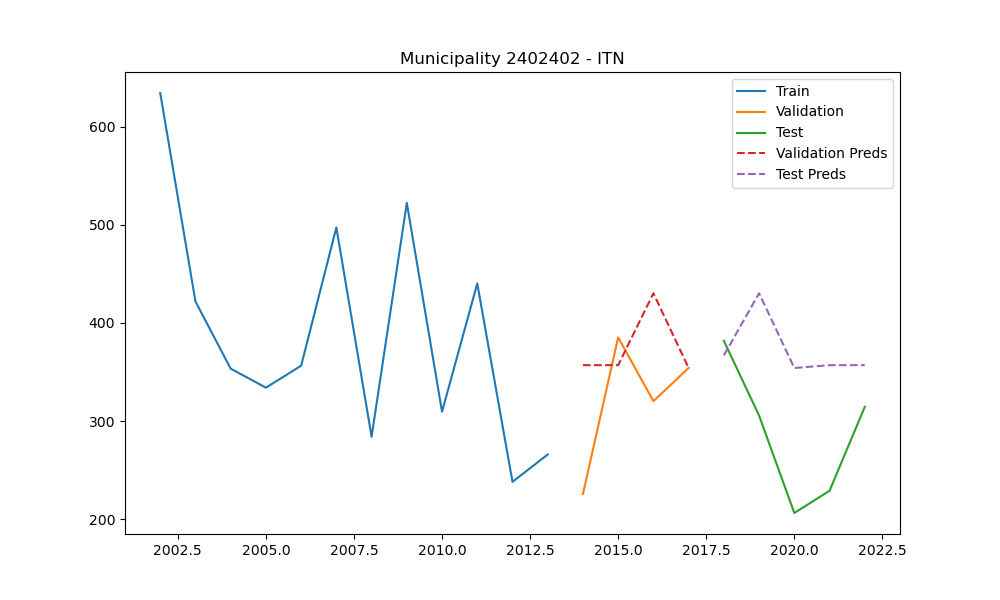 Municipality 2402402 - ITN
Train
Validation
Test
Validation Preds
Test Preds
600
500
400
300
200
2002.5 2005.0 2007.5 2010.0 2012.5 2015.0 2017.5 2020.0 2022.5